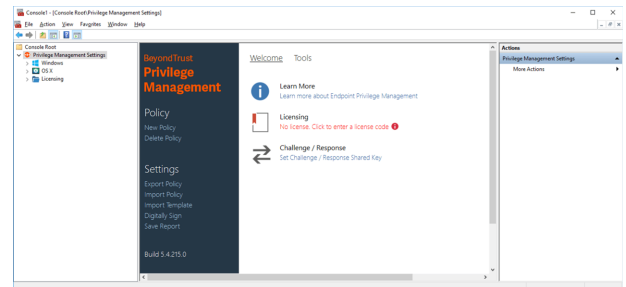 Console1 - [Console Root\Privilege Management Settings]
File Action View Favorites Window Help
Console Root
Privilege Management Settings
Windows
OS X
Licensing
BeyondTrust
Privilege
Management
Policy
New Policy
Delete Policy
Settings
Export Policy
Import Policy
Import Template
Digitally Sign
Save Report
Build 5.4.215.0
Welcome Tools
Learn More
Learn more about Endpoint Privilege Management
Licensing
No license. Click to enter a license code
Challenge / Response
Set Challenge / Response Shared Key
Actions
Privilege Management Settings
More Actions